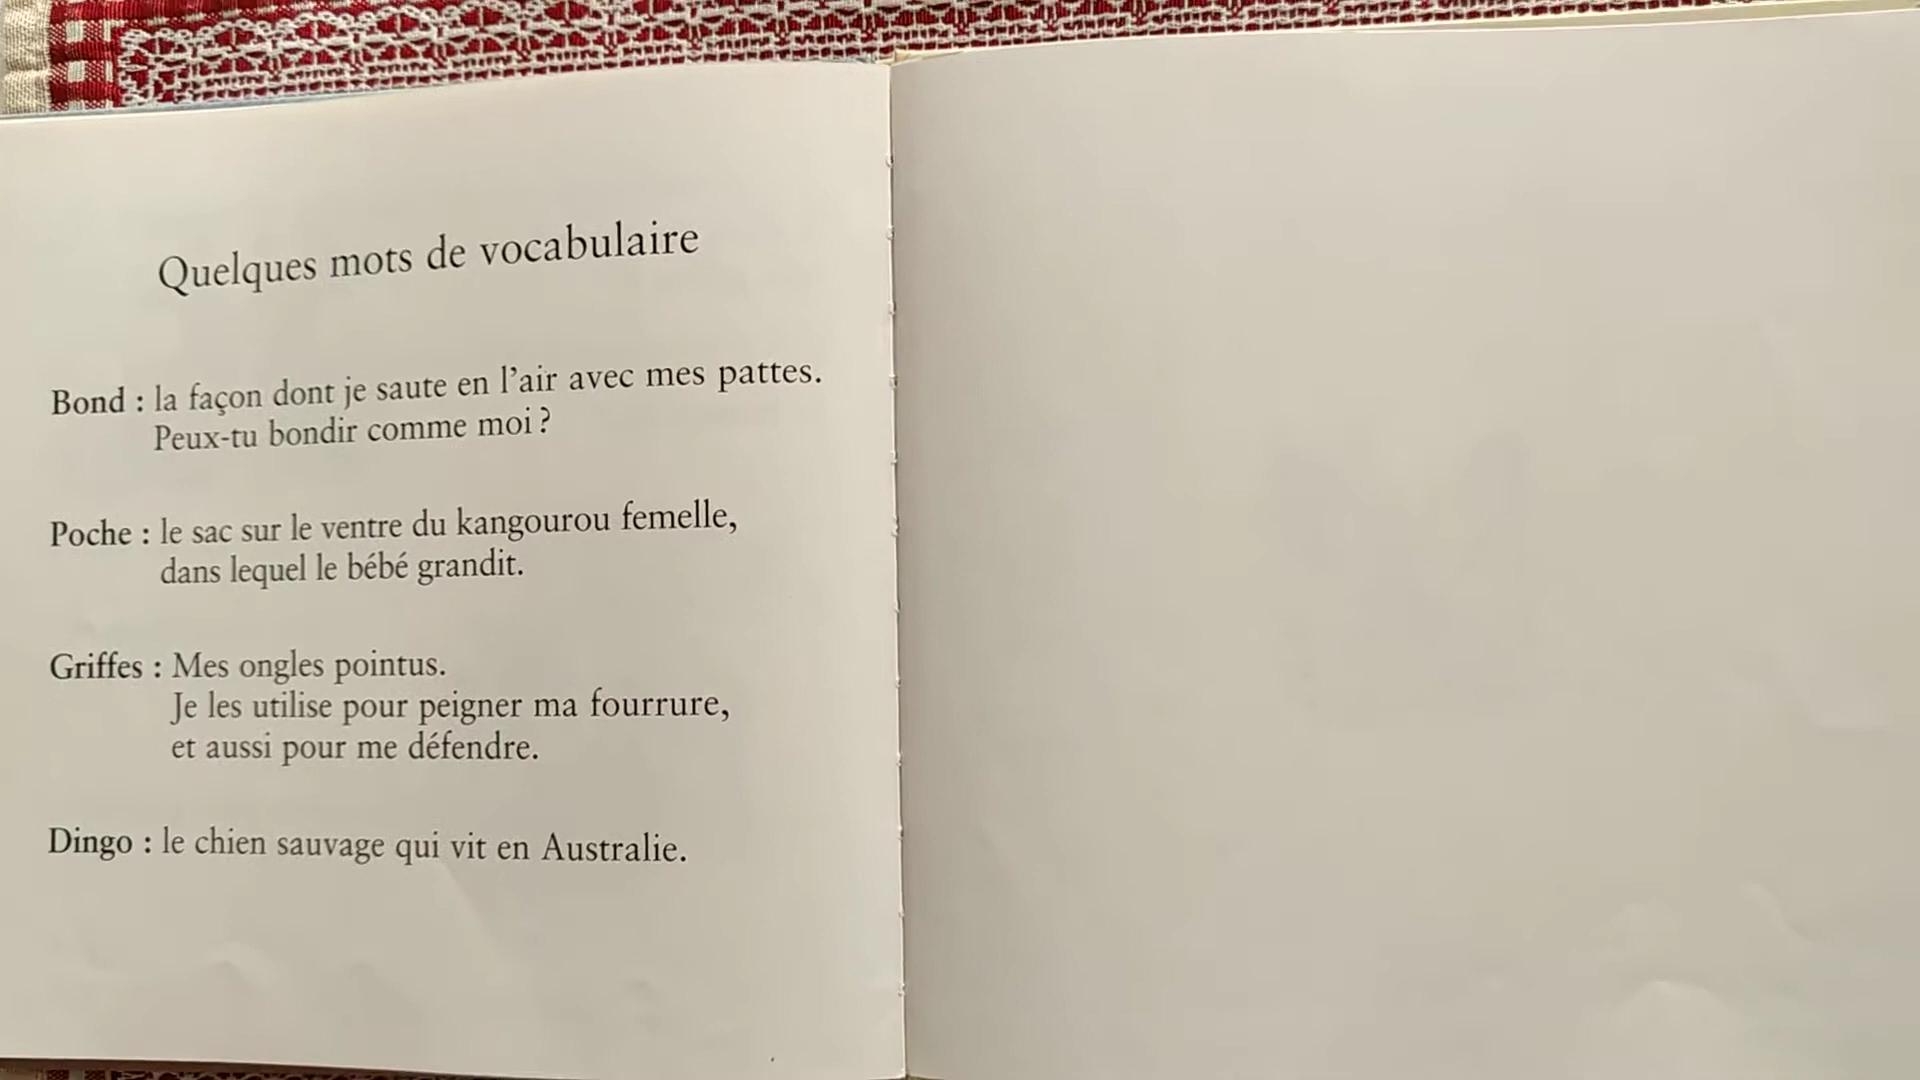 Quelques mots de vocabulaire
Bond : la façon dont je saute en l'air avec mes pattes.
Peux-tu bondir comme moi ?
Poche : le sac sur le ventre du kangourou femelle,
dans lequel le bébé grandit.
Griffes : Mes ongles pointus.
Je les utilise pour peigner ma fourrure,
et aussi pour me défendre.
Dingo : le chien sauvage qui vit en Australie.